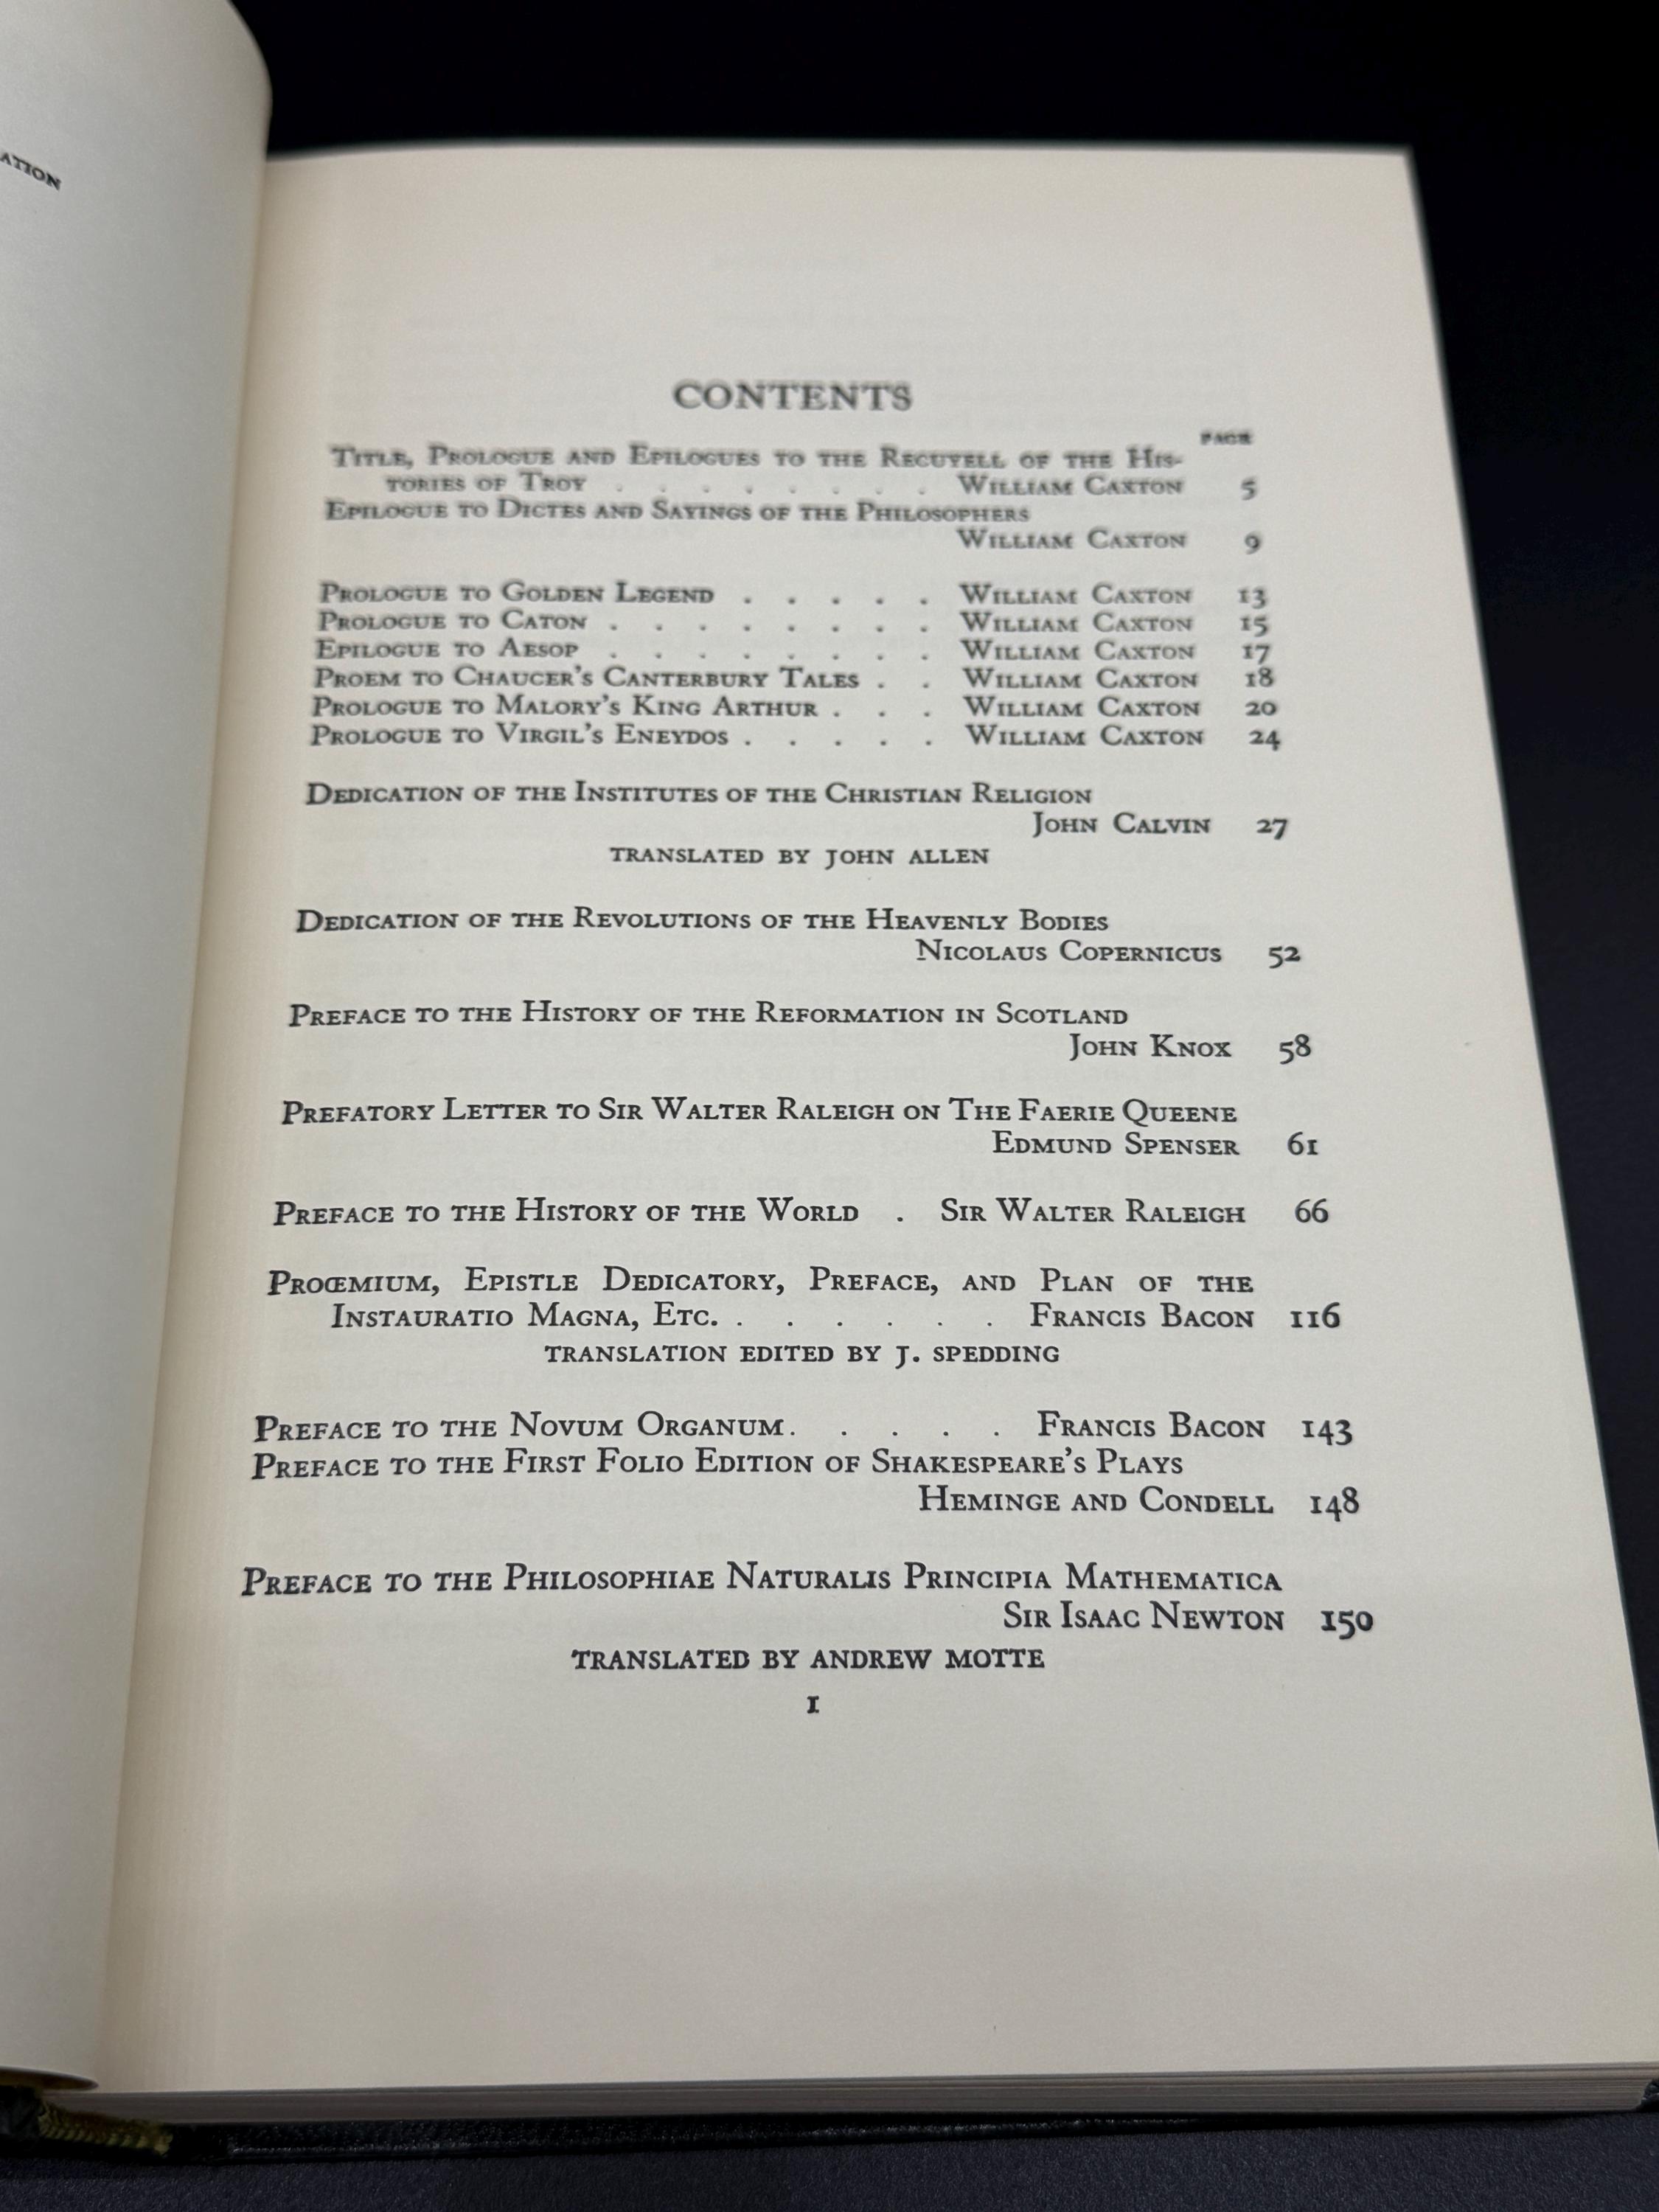 ATION
CONTENTS
PAGE
Title, Prologue and Epilogues to the Recuyell of the His-
tories of Troy . . . . . . . . William Caxton 5
Epilogue to Dictes and Sayings of the Philosophers
William Caxton 9
Prologue to Golden Legend . . . . . William Caxton 13
Prologue to Caton . . . . . . . . William Caxton 15
Epilogue to Aesop . . . . . . . . William Caxton 17
Proem to Chaucer's Canterbury Tales . . William Caxton 18
Prologue to Malory's King Arthur . . . William Caxton 20
Prologue to Virgil's Eneydos . . . . . William Caxton 24
Dedication of the Institutes of the Christian Religion
John Calvin 27
TRANSLATED BY JOHN ALLEN
Dedication of the Revolutions of the Heavenly Bodies
Nicolaus Copernicus 52
Preface to the History of the Reformation in Scotland
John Knox 58
Prefatory Letter to Sir Walter Raleigh on The Faerie Queene
Edmund Spenser 61
Preface to the History of the World . Sir Walter Raleigh 66
Proœmium, Epistle Dedicatory, Preface, and Plan of the
Instauratio Magna, Etc. . . . . . . Francis Bacon 116
TRANSLATION EDITED BY J. SPEDDING
Preface to the Novum Organum . . . . . Francis Bacon 143
Preface to the First Folio Edition of Shakespeare's Plays
Heminge and Condell 148
Preface to the Philosophiae Naturalis Principia Mathematica
Sir Isaac Newton 150
TRANSLATED BY ANDREW MOTTE
1